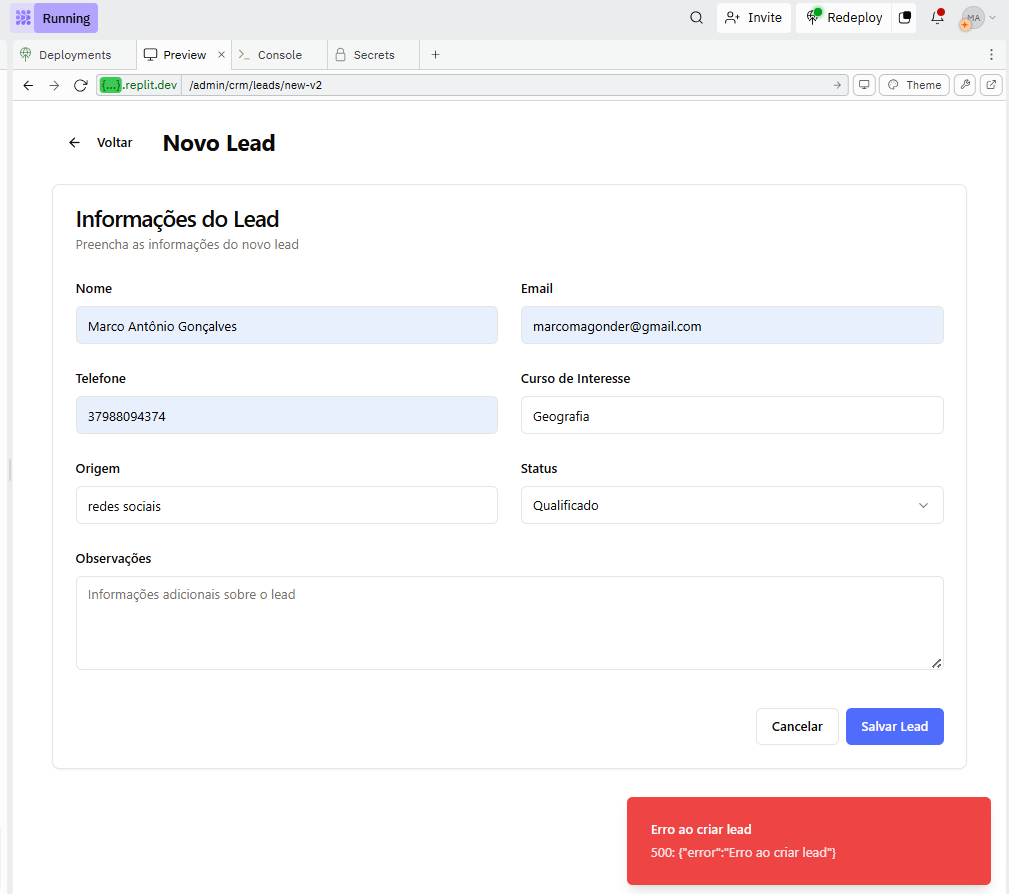 Running
Invite
Redeploy
MA
Deployments
Preview
Console
Secrets
{...}.replit.dev /admin/crm/leads/new-v2
Theme
Voltar
Novo Lead
Informações do Lead
Preencha as informações do novo lead
Nome
Email
Marco Antônio Gonçalves
marcomagonder@gmail.com
Telefone
Curso de Interesse
37988094374
Geografia
Origem
Status
redes sociais
Qualificado
Observações
Informações adicionais sobre o lead
Cancelar
Salvar Lead
Erro ao criar lead
500: {"error":"Erro ao criar lead"}